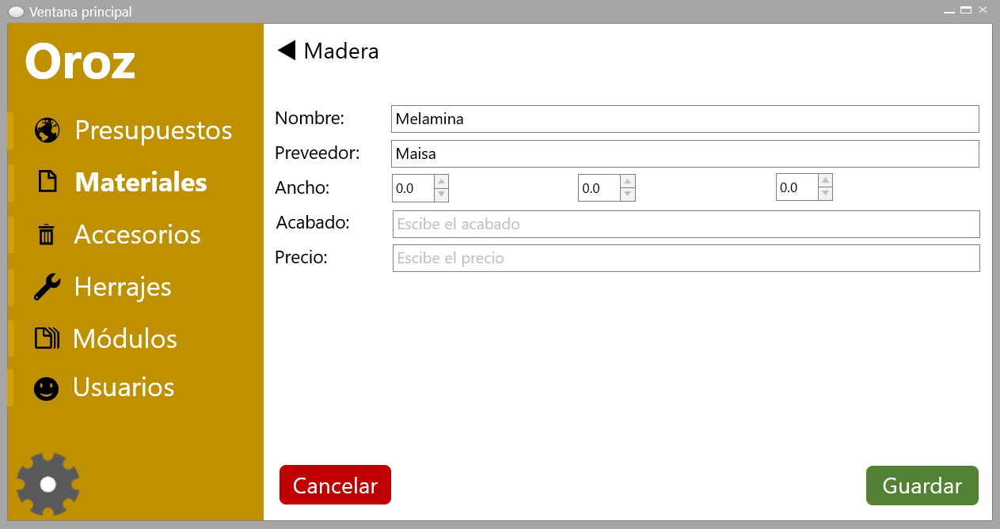 Ventana principal
Oroz
Presupuestos
Materiales
Accesorios
Herrajes
Módulos
Usuarios
Madera
Nombre: Melamina
Preveedor: Maisa
Ancho: 0.0 0.0 0.0
Acabado: Escibe el acabado
Precio: Escibe el precio
Cancelar Guardar